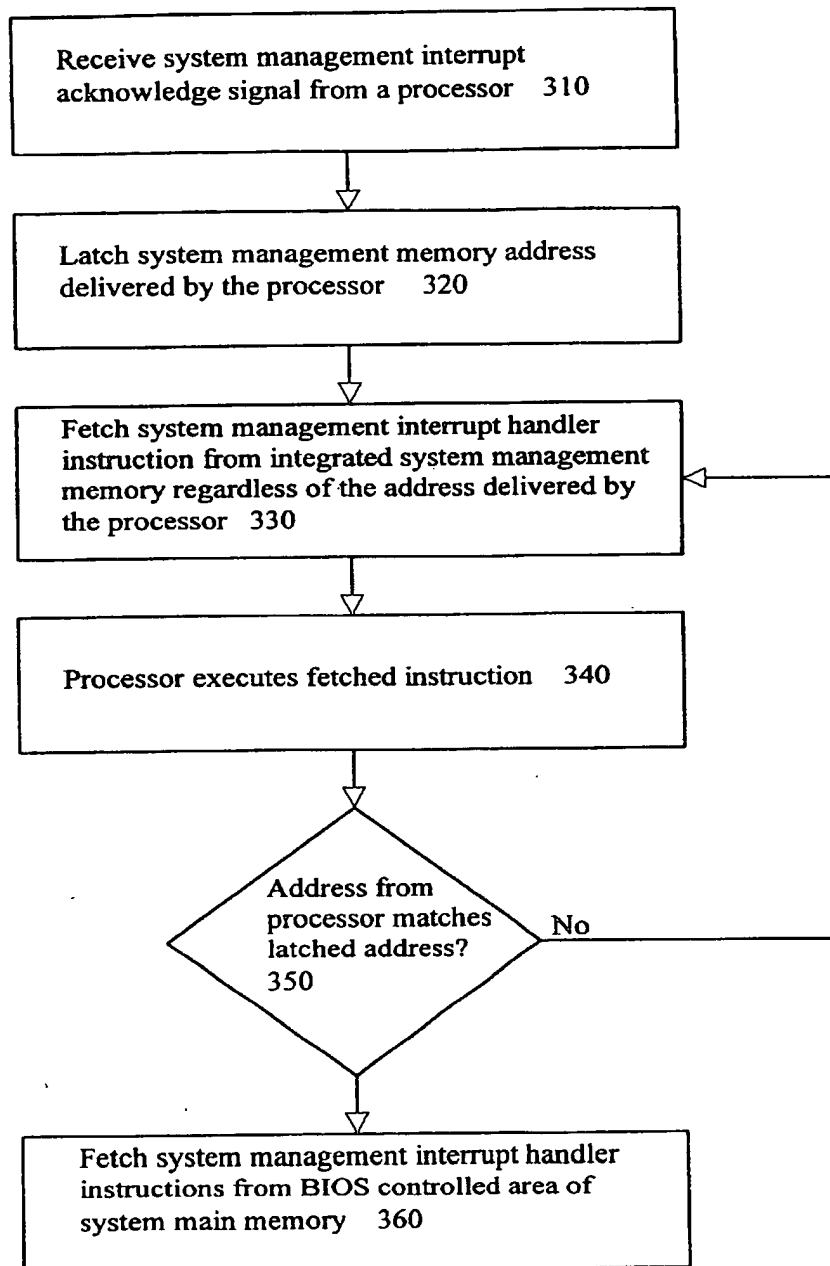 Receive system management interrupt
acknowledge signal from a processor 310
Latch system management memory address
delivered by the processor 320
Fetch system management interrupt handler
instruction from integrated system management
memory regardless of the address delivered by
the processor 330
Processor executes fetched instruction 340
Address from
processor matches
latched address?
350
No
Fetch system management interrupt handler
instructions from BIOS controlled area of
system main memory 360